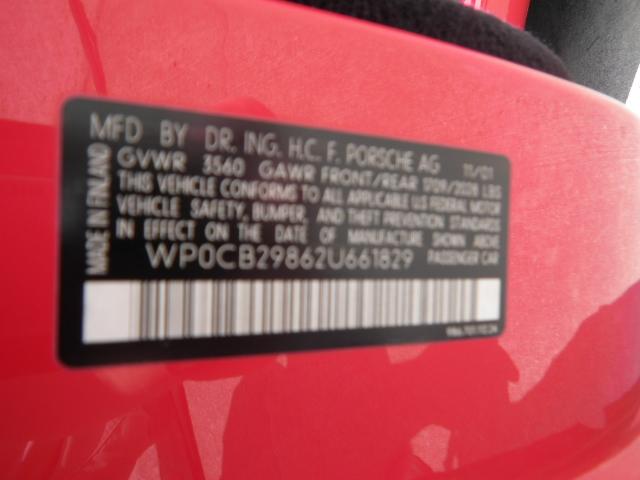 MFD BY DR. ING. H.C. F. PORSCHE AG 11/01
GVWR 3560 GAWR FRONT/REAR 1709/2028 LBS
THIS VEHICLE CONFORMS TO ALL APPLICABLE U.S FEDERAL MOTOR
VEHICLE SAFETY, BUMPER, AND THEFT PREVENTION STANDARDS
IN EFFECT ON THE DATE OF MANUFACTURE SHOWN ABOVE.
WP0CB29862U661829 PASSENGER CAR
MADE IN FINLAND